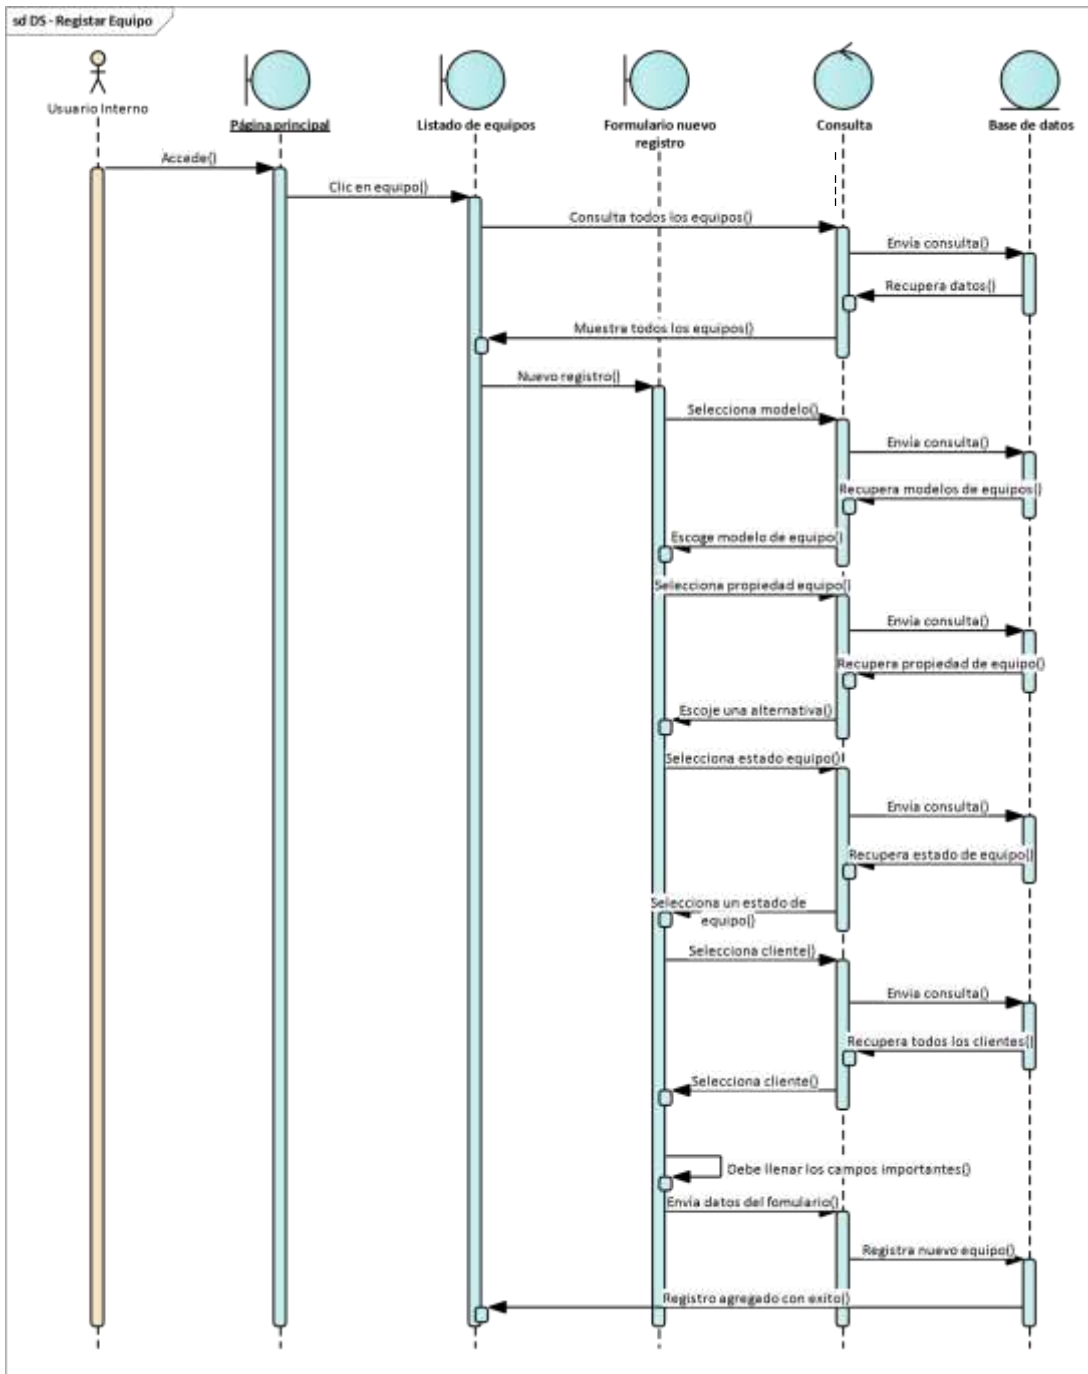 sd DS - Registar Equipo
Usuario Interno
Página principal
Listado de equipos
Formulario nuevo
registro
Consulta
Base de datos
Accede()
Clic en equipo()
Consulta todos los equipos()
Envía consulta()
Recupera datos()
Muestra todos los equipos()
Nuevo registro()
Selecciona modelo()
Envía consulta()
Recupera modelos de equipos()
Escoge modelo de equipo()
Selecciona propiedad equipo()
Envía consulta()
Recupera propiedad de equipo()
Escoje una alternativa()
Selecciona estado equipo()
Envía consulta()
Recupera estado de equipo()
Selecciona un estado de
equipo()
Selecciona cliente()
Envia consulta()
Recupera todos los clientes()
Selecciona cliente()
Debe llenar los campos importantes()
Envia datos del fomulario()
Registra nuevo equipo()
Registro agregado con exito()